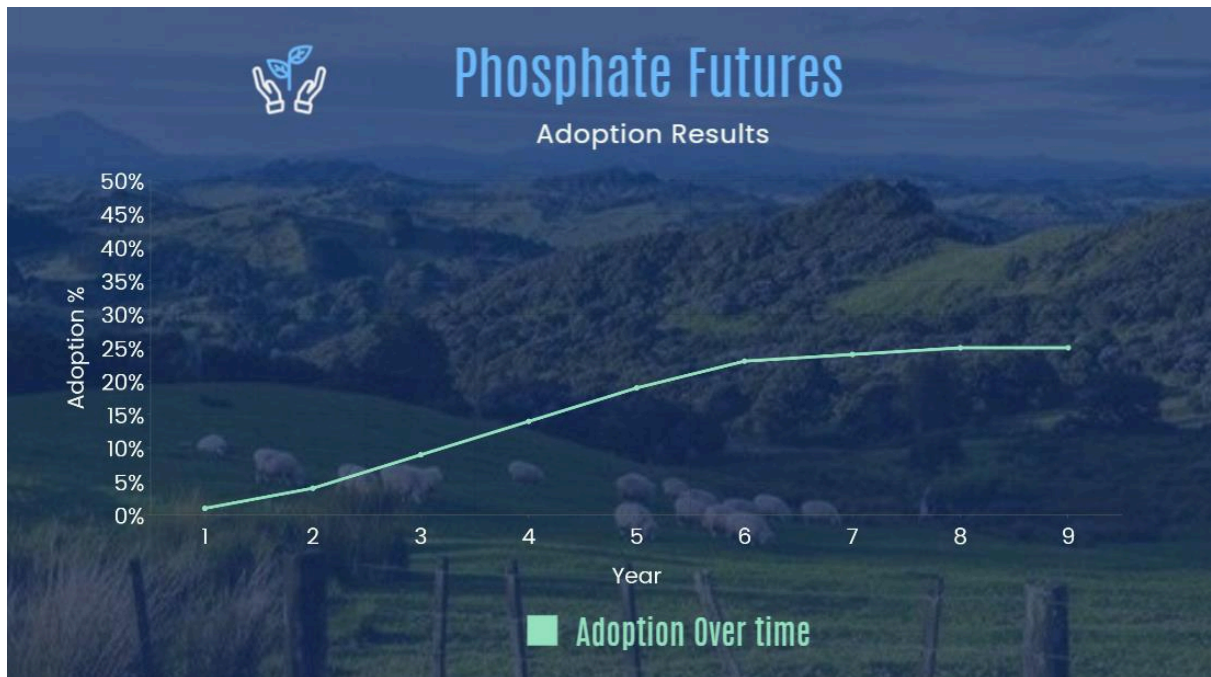 Phosphate Futures
Adoption Results
50%
45%
40%
35%
30%
25%
20%
15%
10%
5%
0%
Adoption %
1 2 3 4 5 6 7 8 9
Year
Adoption Over time